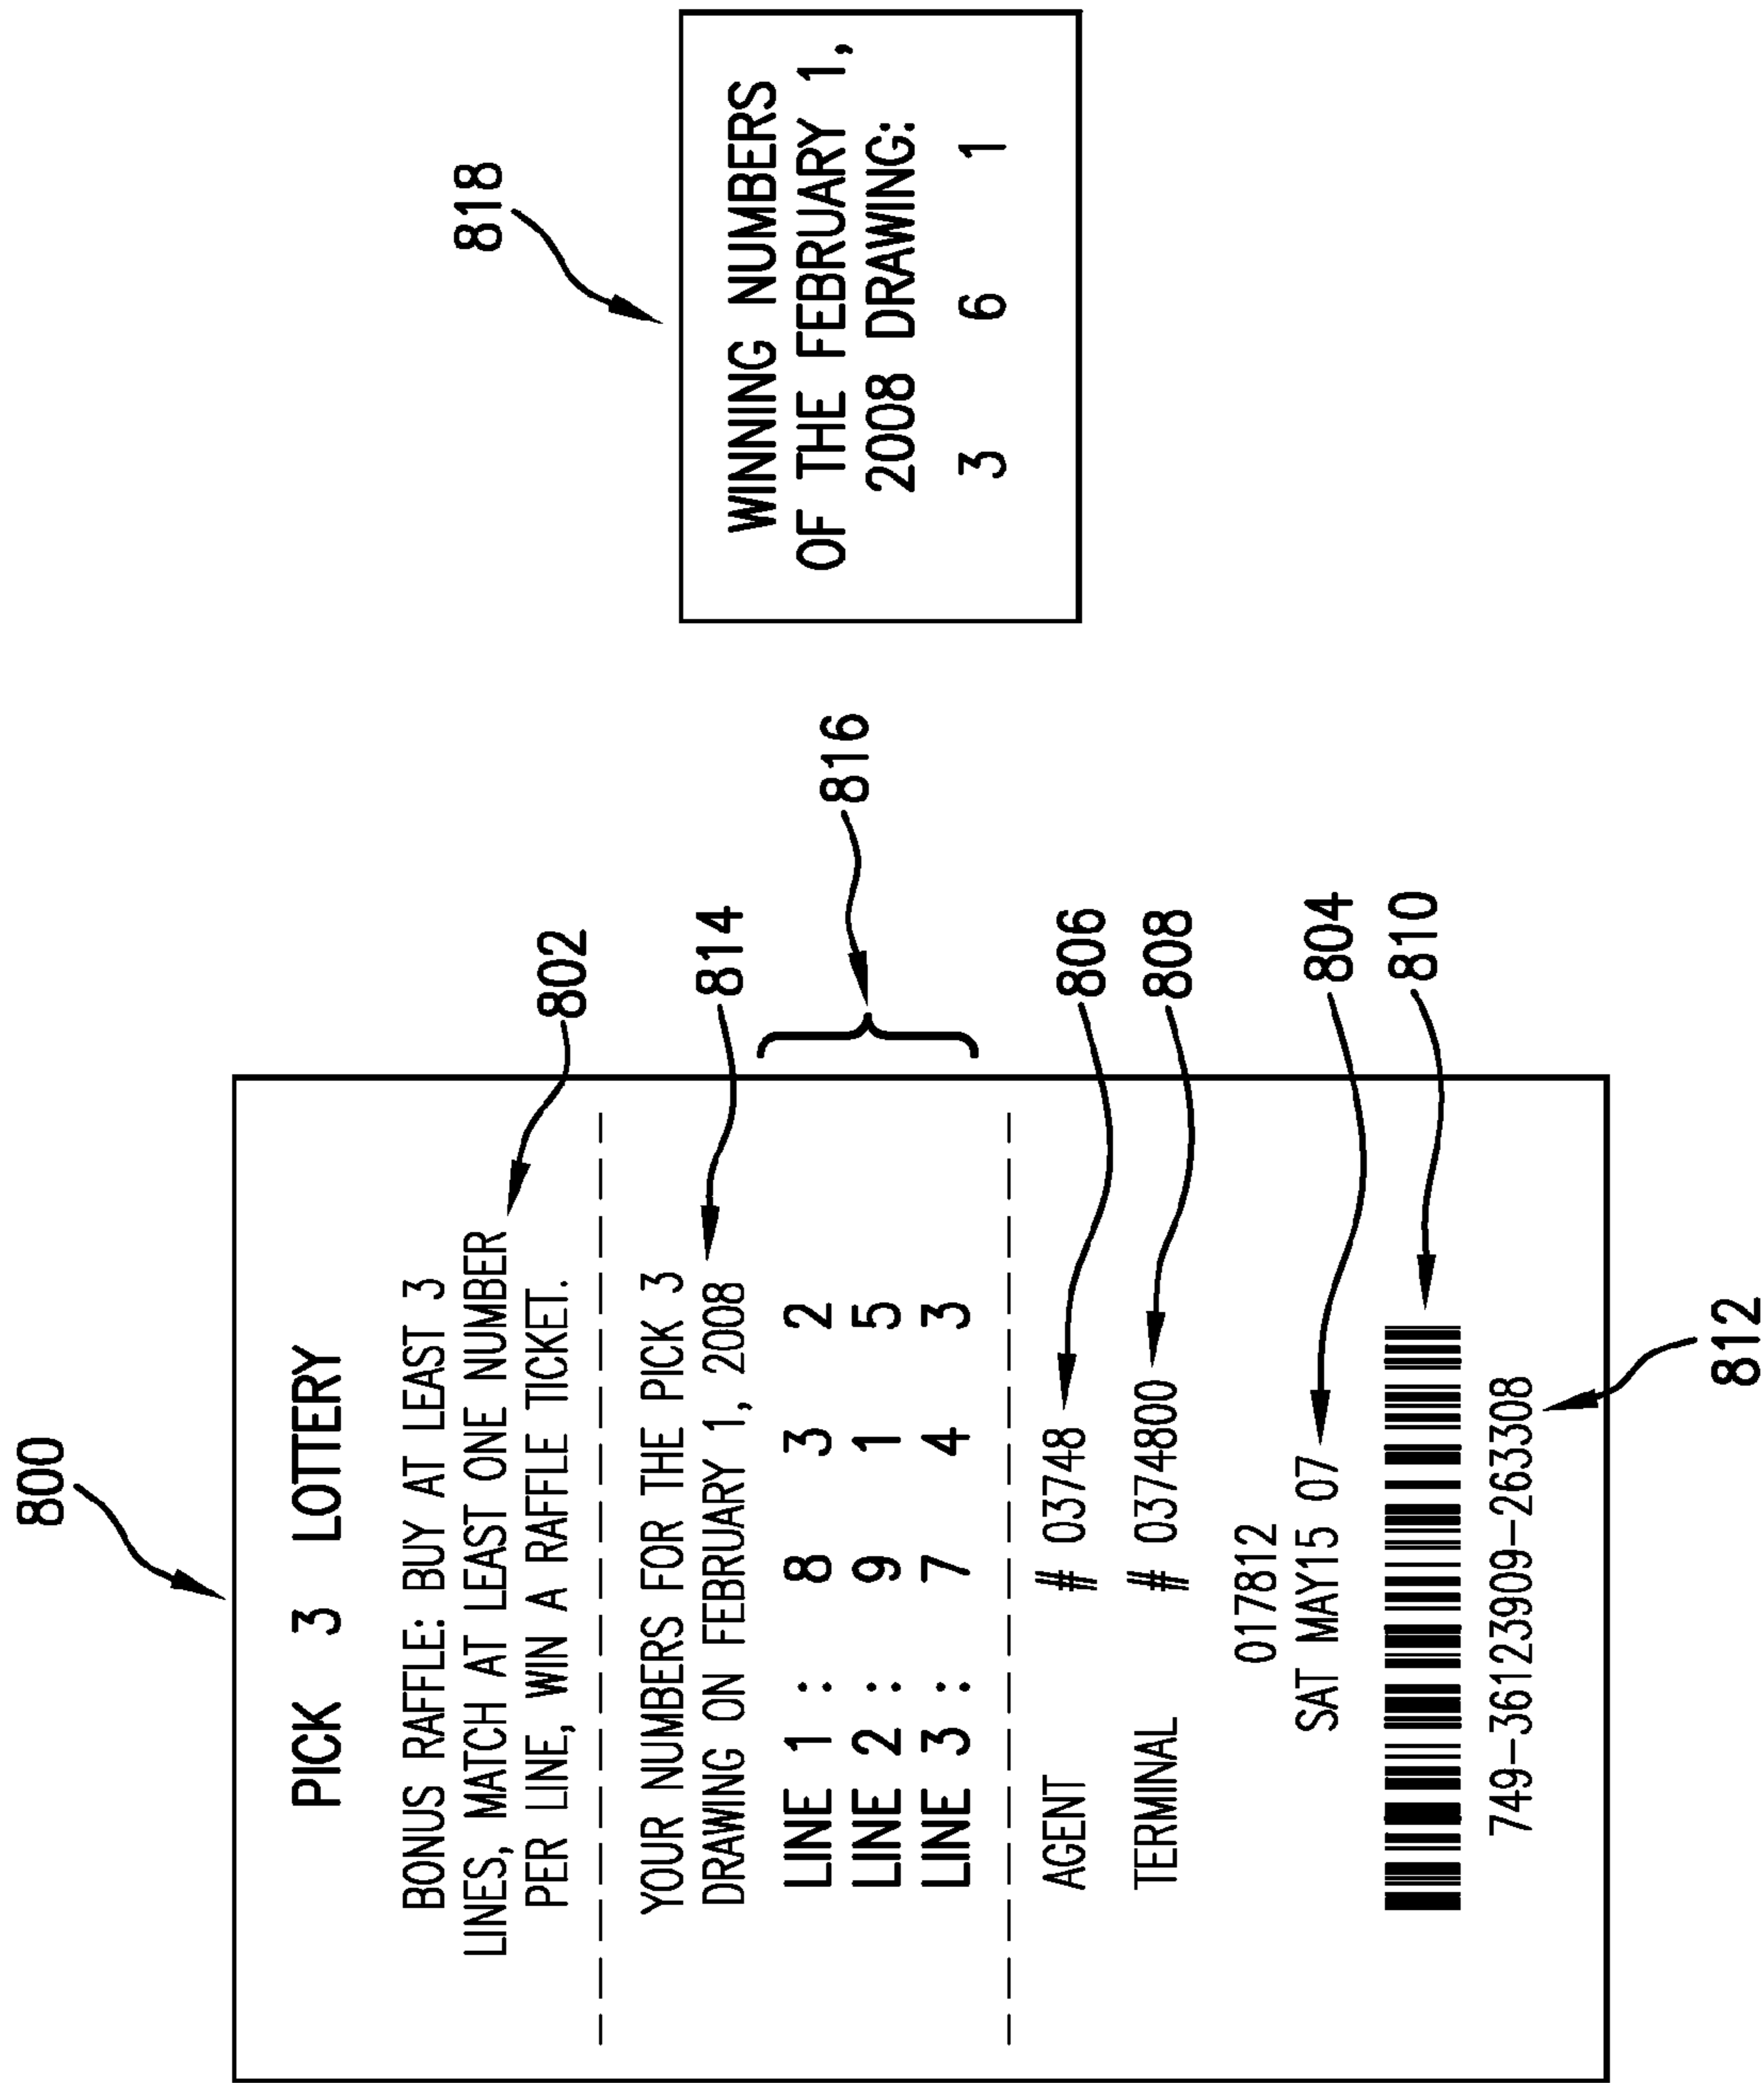 800
PICK 3 LOTTERY
BONUS RAFFLE: BUY AT LEAST 3
LINES, MATCH AT LEAST ONE NUMBER
PER LINE, WIN A RAFFLE TICKET.
802
YOUR NUMBERS FOR THE PICK 3
DRAWING ON FEBRUARY 1, 2008
814
LINE 1 : 8 3 2
LINE 2 : 9 1 5
LINE 3 : 7 4 3
816
AGENT # 03748
806
TERMINAL # 0374800
808
017812
SAT MAY15 07
804
810
749-36123909-263308
812
818
WINNING NUMBERS
OF THE FEBRUARY 1,
2008 DRAWING:
3 6 1